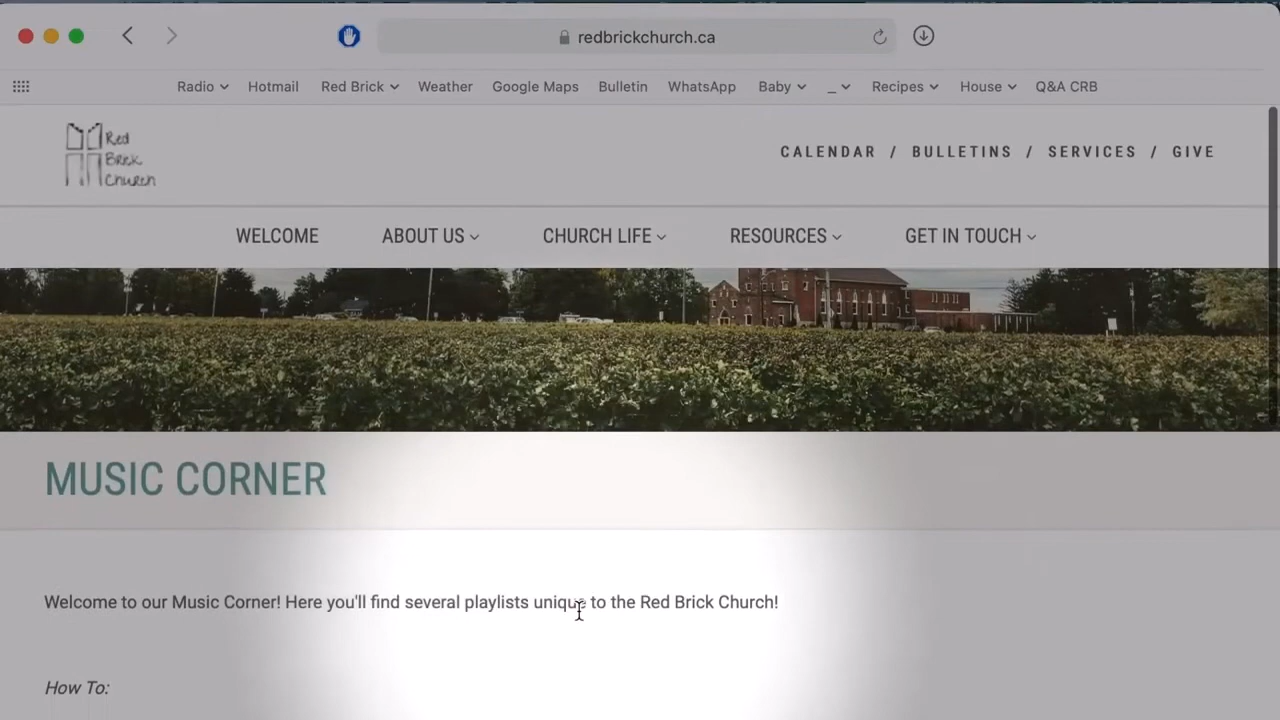 redbrickchurch.ca
Radio Hotmail Red Brick Weather Google Maps Bulletin WhatsApp Baby _ Recipes House Q&A CRB
Red
Brick
Church
CALENDAR / BULLETINS / SERVICES / GIVE
WELCOME ABOUT US CHURCH LIFE RESOURCES GET IN TOUCH
MUSIC CORNER
Welcome to our Music Corner! Here you'll find several playlists unique to the Red Brick Church!
How To: